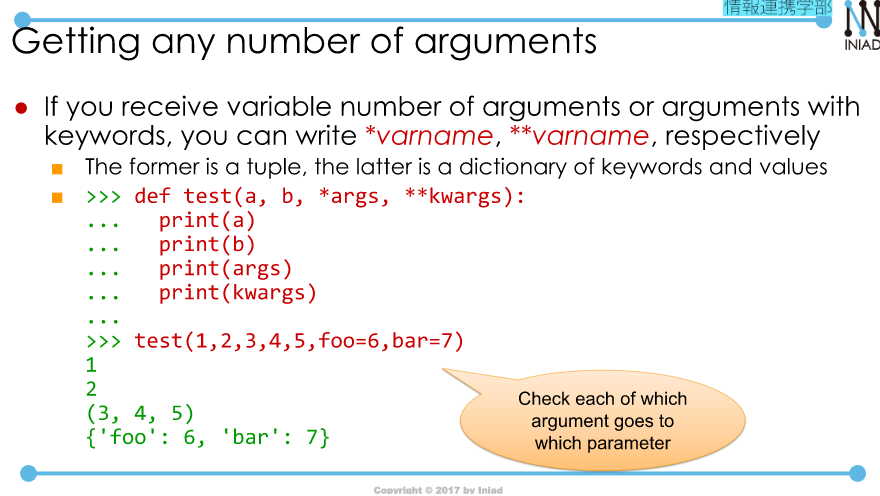 情報連携学部
INIAD
Getting any number of arguments
● If you receive variable number of arguments or arguments with
keywords, you can write *varname, **varname, respectively
■ The former is a tuple, the latter is a dictionary of keywords and values
■ >>> def test(a, b, *args, **kwargs):
...   print(a)
...   print(b)
...   print(args)
...   print(kwargs)
...
>>> test(1,2,3,4,5,foo=6,bar=7)
1
2
(3, 4, 5)
{'foo': 6, 'bar': 7}
Check each of which
argument goes to
which parameter
Copyright © 2017 by Iniad